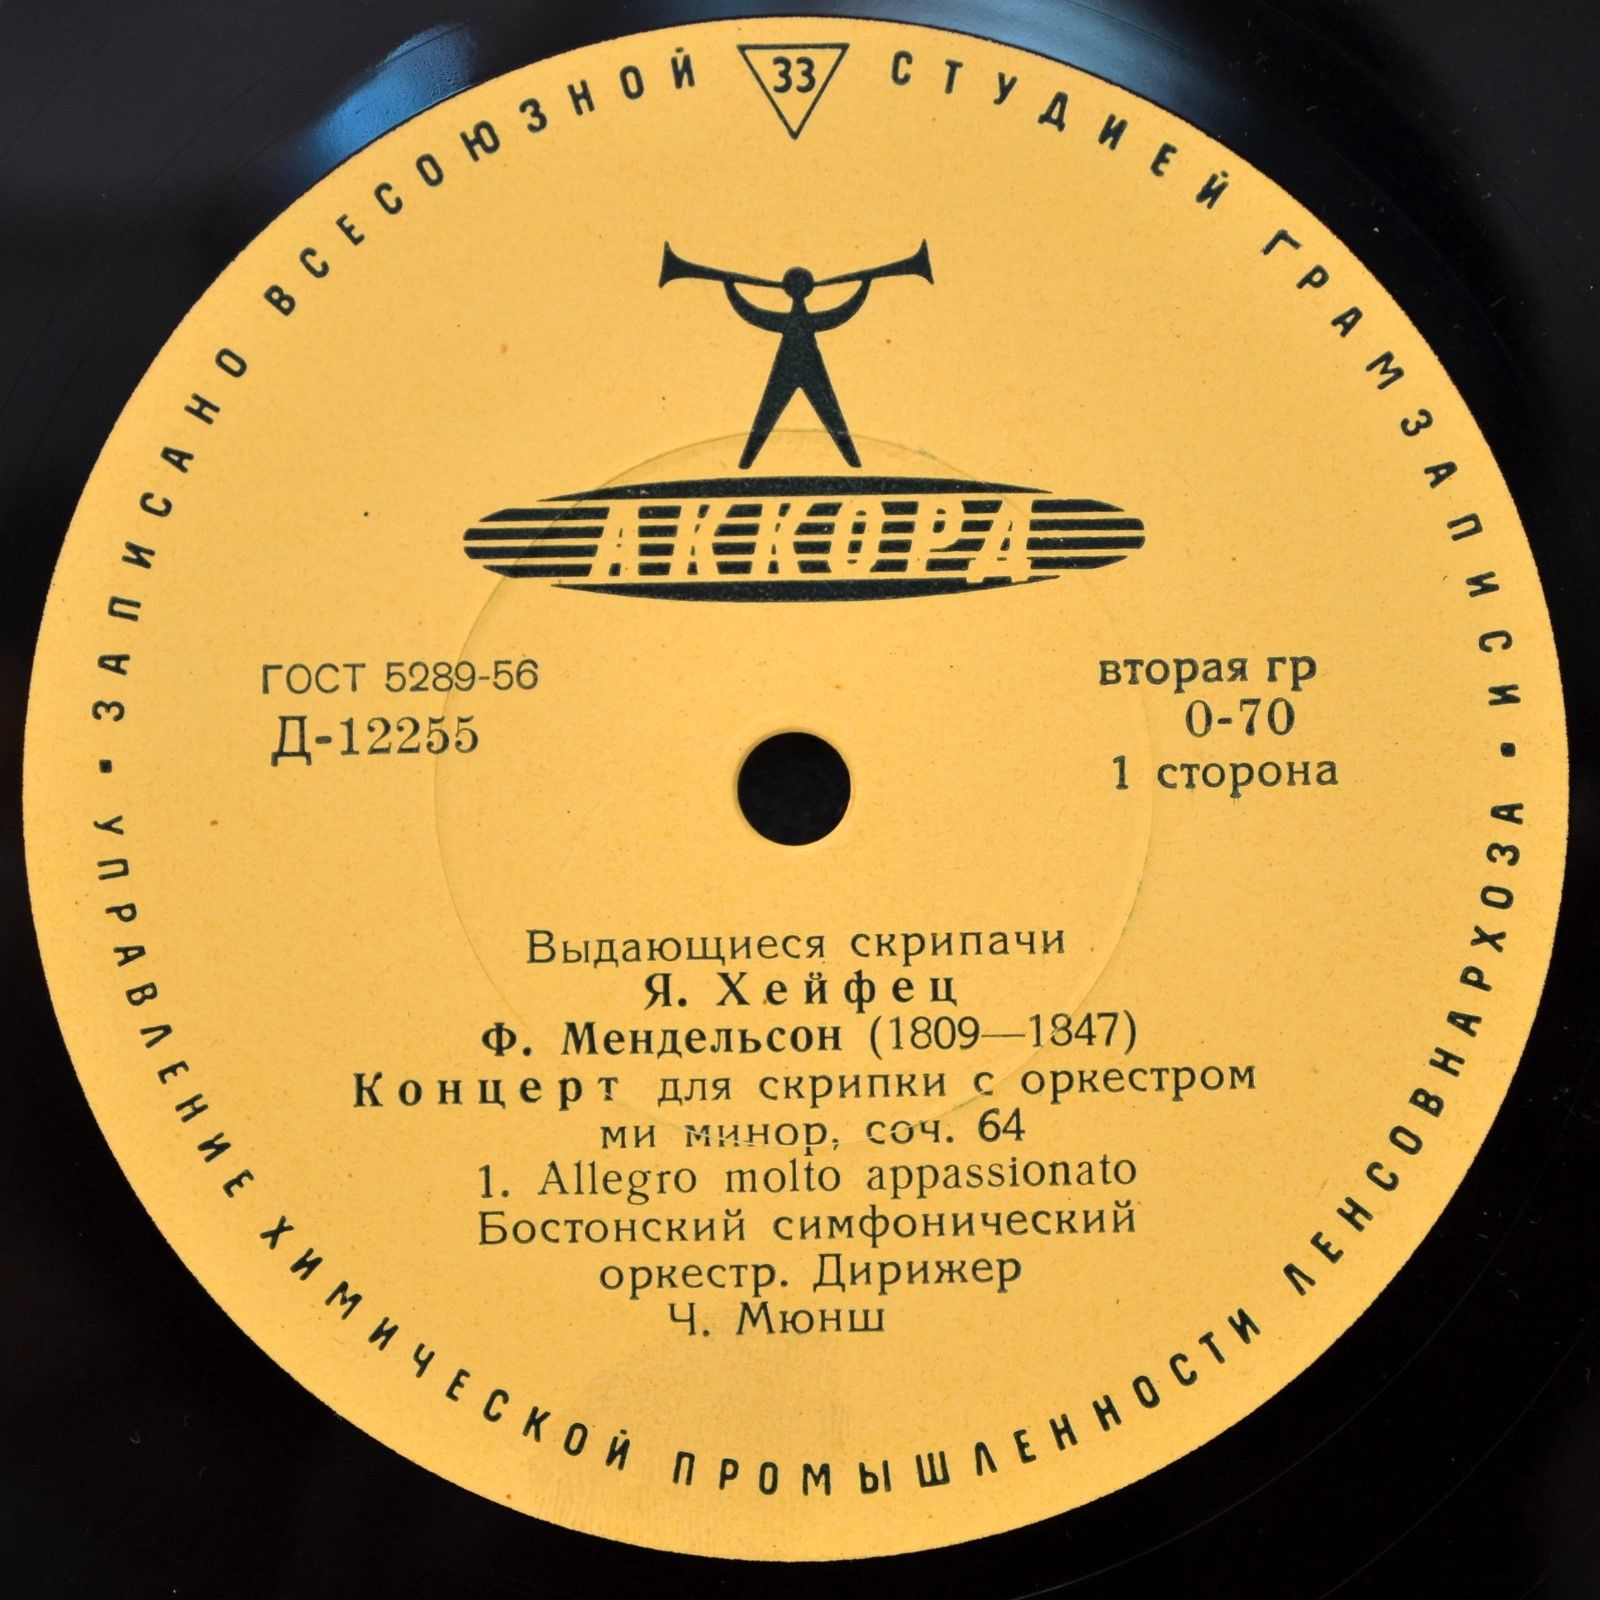 ЗАПИСАНО ВСЕСОЮЗНОЙ СТУДИЕЙ ГРАМЗАПИСИ
33
АККОРД
ГОСТ 5289-56
Д-12255
вторая гр
0-70
1 сторона
Выдающиеся скрипачи
Я. Хейфец
Ф. Мендельсон (1809—1847)
Концерт для скрипки с оркестром
ми минор, соч. 64
1. Allegro molto appassionato
Бостонский симфонический
оркестр. Дирижер
Ч. Мюнш
УПРАВЛЕНИЕ ХИМИЧЕСКОЙ ПРОМЫШЛЕННОСТИ ЛЕНСОВНАРХОЗА